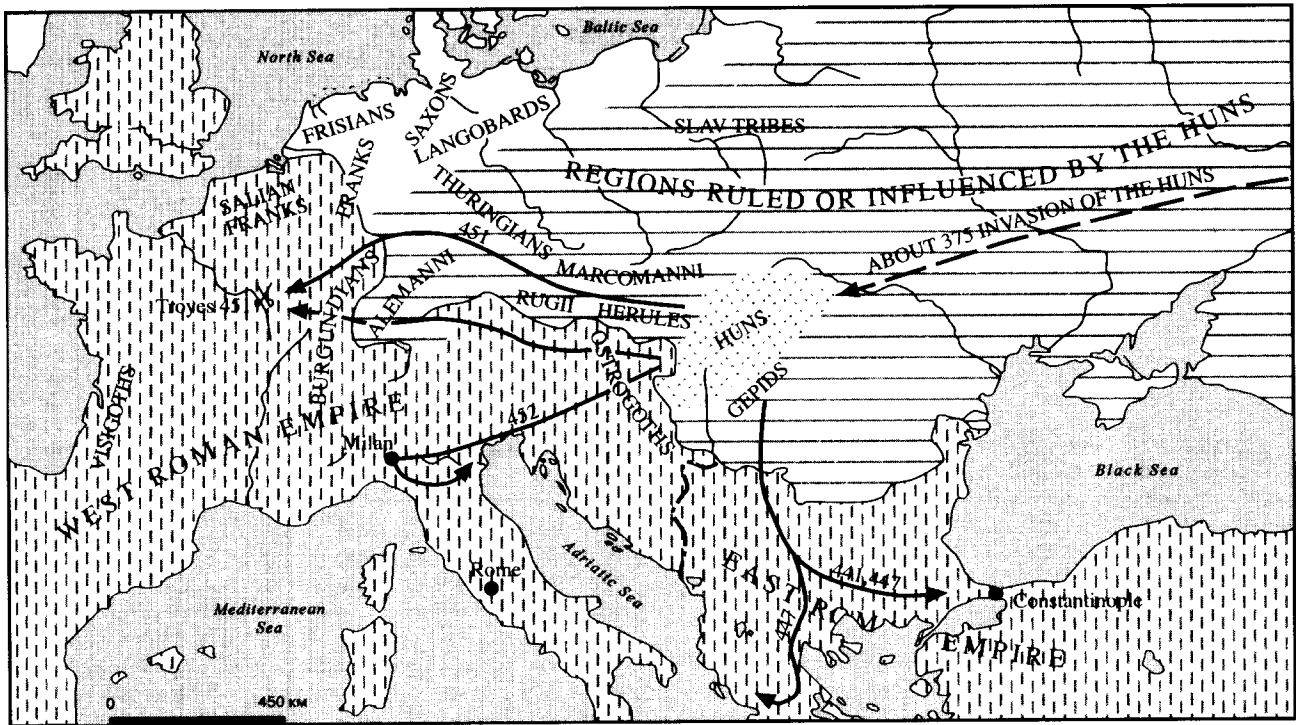 North Sea
Baltic Sea
FRISIANS
SAXONS
LANGOBARDS
SLAV TRIBES
REGIONS RULED OR INFLUENCED BY THE HUNS
ABOUT 375 INVASION OF THE HUNS
SALIAN
FRANKS
FRANKS
THURINGIANS
451
MARCOMANNI
Troyes 451
BURGUNDIANS
ALEMANNI
RUGII
HERULES
HUNS
OSTROGOTHS
GEPIDS
VISIGOTHS
WEST ROMAN EMPIRE
452
Milan
Black Sea
Adriatic Sea
Rome
EAST ROM
EMPIRE
441,447
447
Constantinople
Mediterranean
Sea
0 450 KM